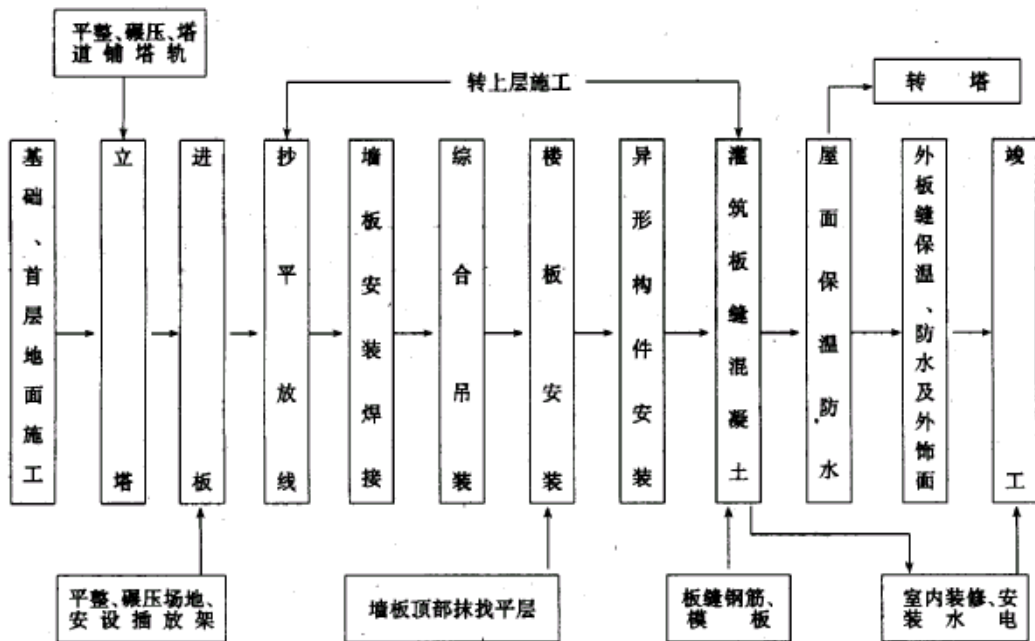 平整、碾压、塔
道铺塔轨
转上层施工
转塔
基础、首层地面施工
立塔
进板
抄平放线
墙板安装焊接
综合吊装
楼板安装
异形构件安装
灌筑板缝混凝土
屋面保温防水
外板缝保温、防水及外饰面
竣工
平整、碾压场地、
安设插放架
墙板顶部抹找平层
板缝钢筋、
模板
室内装修、安
装水电